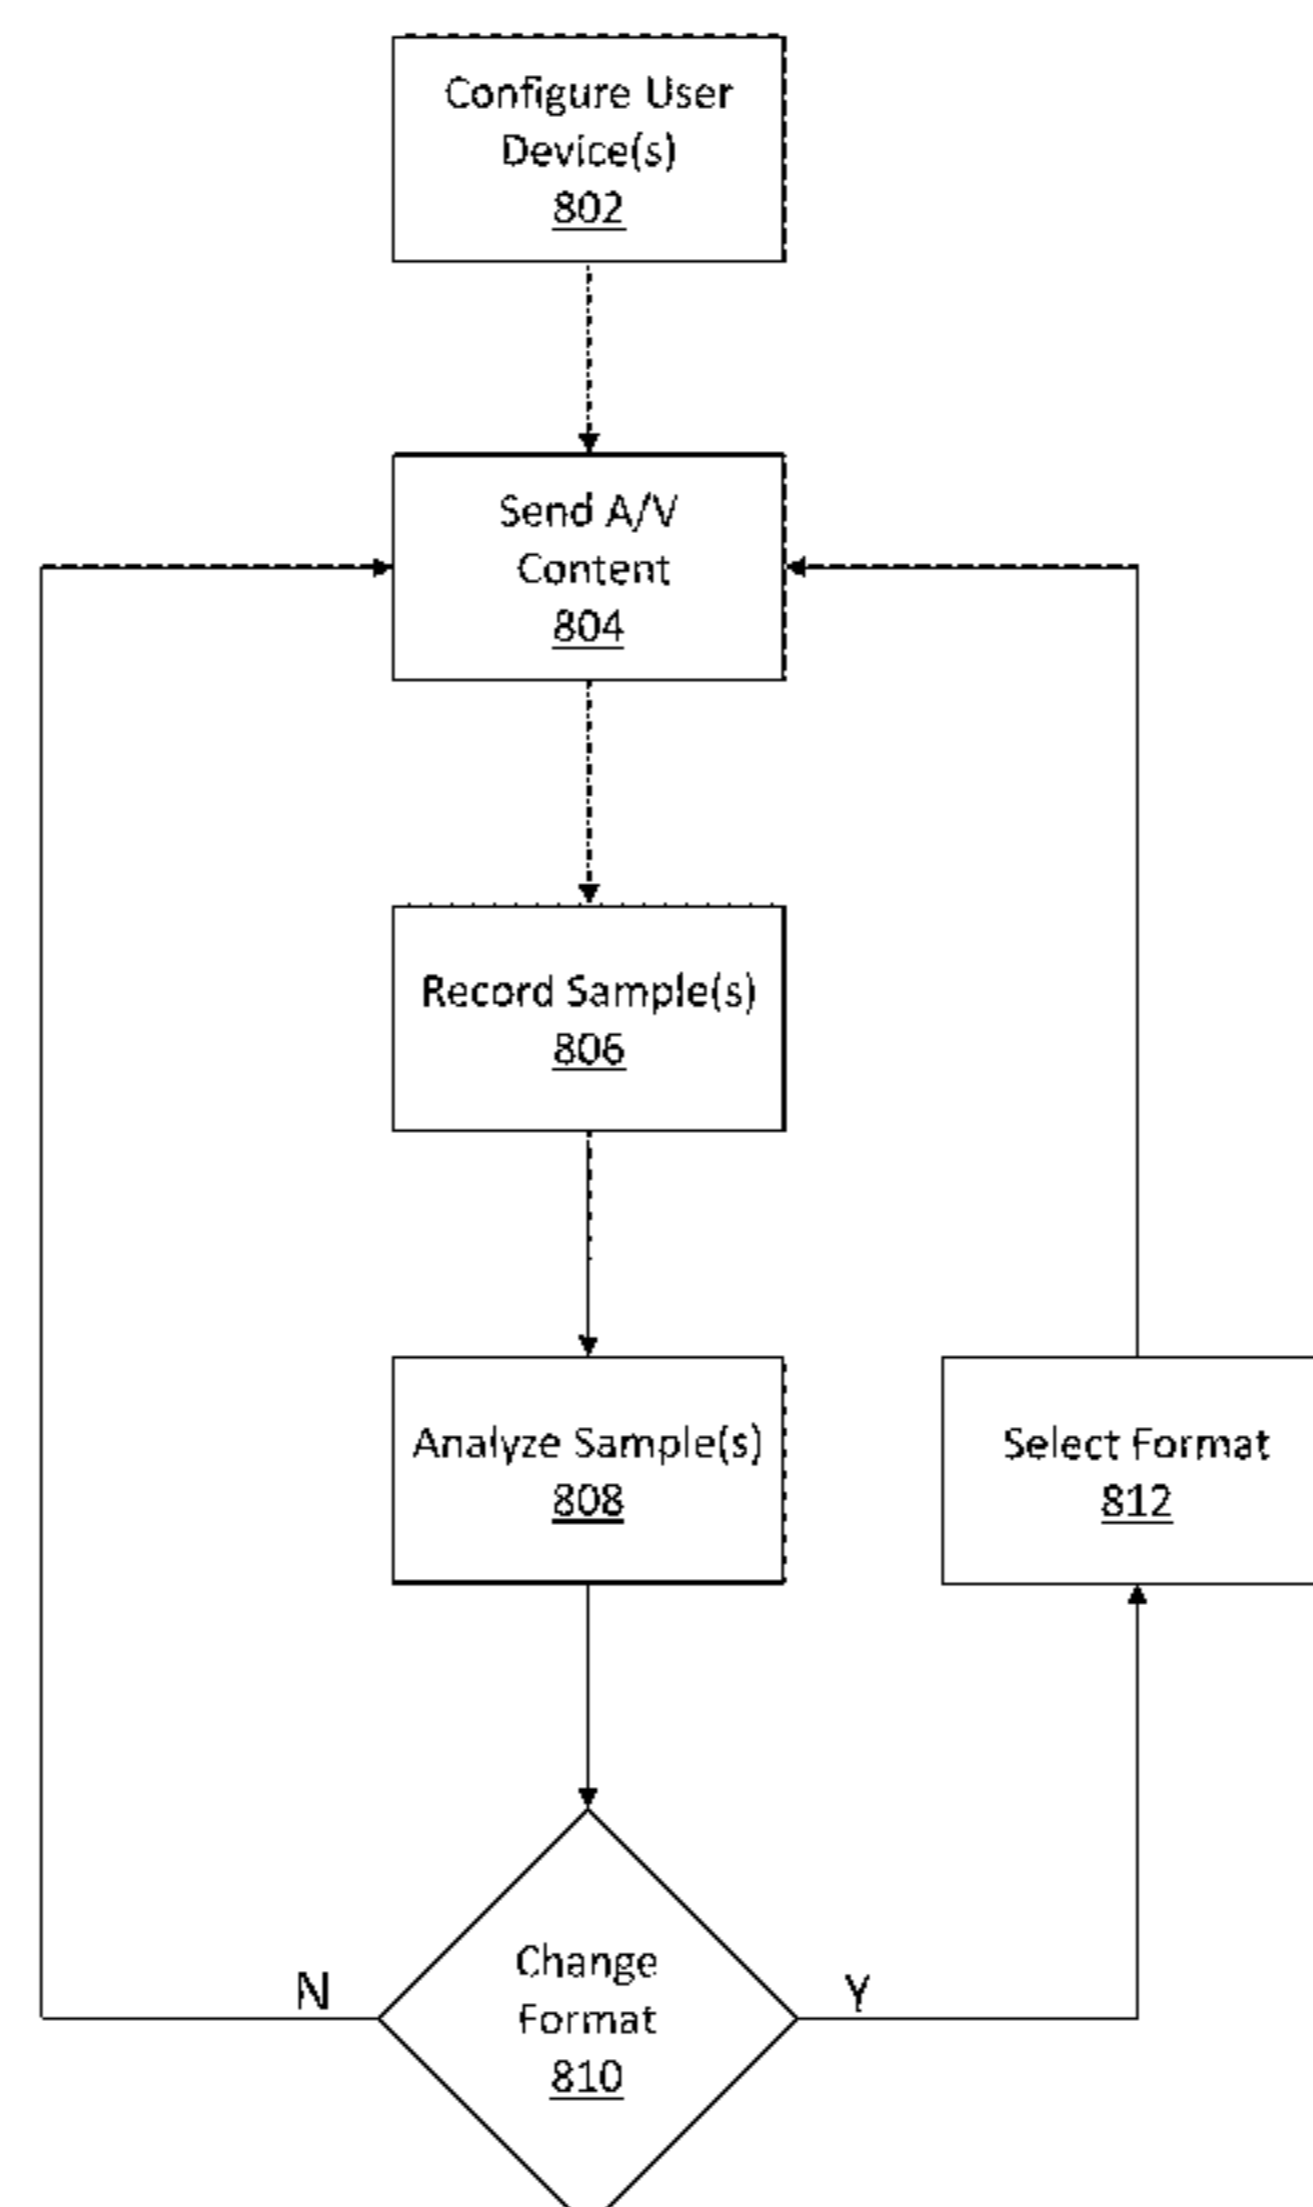 Configure User
Device(s)
802
Send A/V
Content
804
Record Sample(s)
806
Analyze Sample(s)
808
Select Format
812
Change
Format
810
N
Y